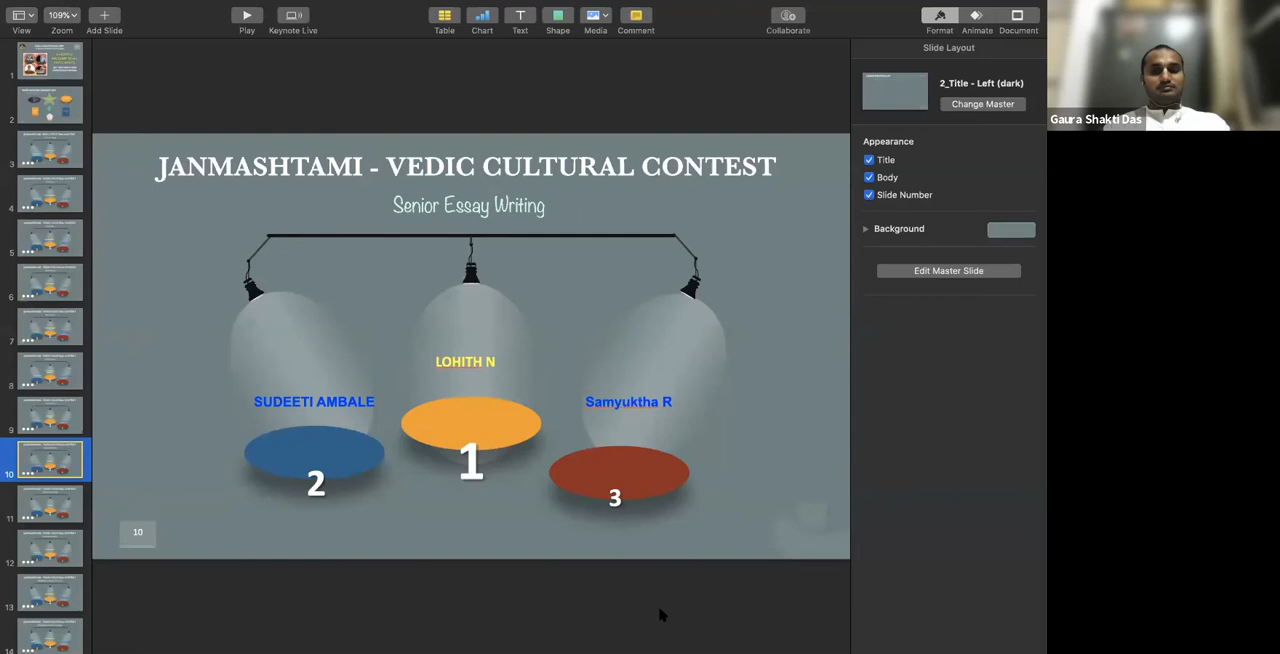 109%
View
Zoom
Add Slide
Play
Keynote Live
Table
Chart
Text
Shape
Media
Comment
Collaborate
Format
Animate
Document
Slide Layout
2_Title - Left (dark)
Change Master
Appearance
Title
Body
Slide Number
Background
Edit Master Slide
Gaura Shakti Das
JANMASHTAMI - VEDIC CULTURAL CONTEST
Senior Essay Writing
LOHITH N
SUDEETI AMBALE
Samyuktha R
1
2
3
10
1
2
3
4
5
6
7
8
9
10
11
12
13
14